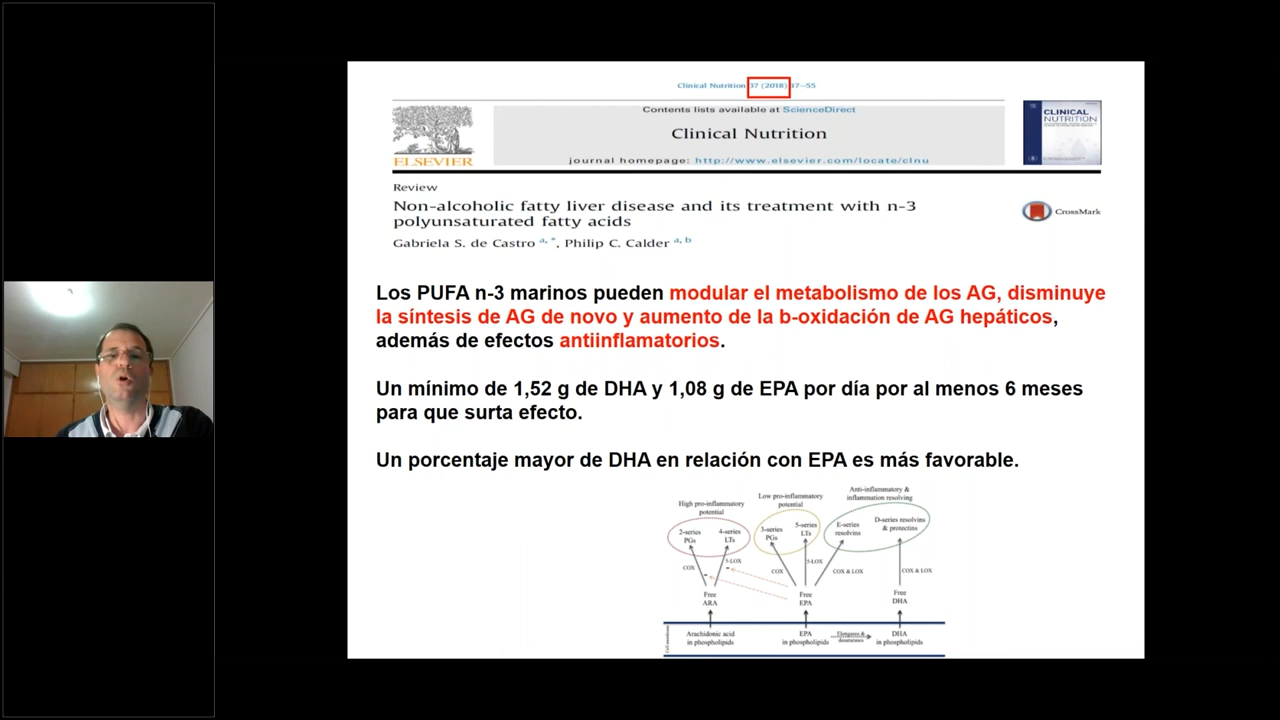 Clinical Nutrition 37 (2018) 37–55
Contents lists available at ScienceDirect
Clinical Nutrition
journal homepage: http://www.elsevier.com/locate/clnu
ELSEVIER
CLINICAL
NUTRITION
Review
Non-alcoholic fatty liver disease and its treatment with n-3
polyunsaturated fatty acids
CrossMark
Gabriela S. de Castro a, *, Philip C. Calder a, b
Los PUFA n-3 marinos pueden modular el metabolismo de los AG, disminuye
la síntesis de AG de novo y aumento de la b-oxidación de AG hepáticos,
además de efectos antiinflamatorios.
Un mínimo de 1,52 g de DHA y 1,08 g de EPA por día por al menos 6 meses
para que surta efecto.
Un porcentaje mayor de DHA en relación con EPA es más favorable.
High pro-inflammatory
potential
Low pro-inflammatory
potential
Anti-inflammatory &
inflammation resolving
2-series
PGs
4-series
LTs
3-series
PGs
5-series
LTs
E-series
resolvins
D-series resolvins
& protectins
COX
5-LOX
COX
5-LOX
COX & LOX
COX & LOX
Free
ARA
Free
EPA
Free
DHA
Cell membrane
Arachidonic acid
in phospholipids
EPA
in phospholipids
Elongases &
desaturases
DHA
in phospholipids